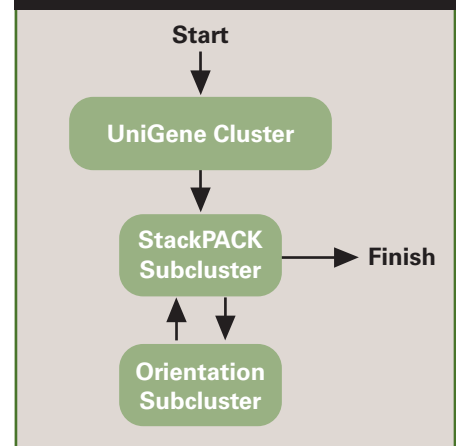 Start
UniGene Cluster
StackPACK
Subcluster
Finish
Orientation
Subcluster